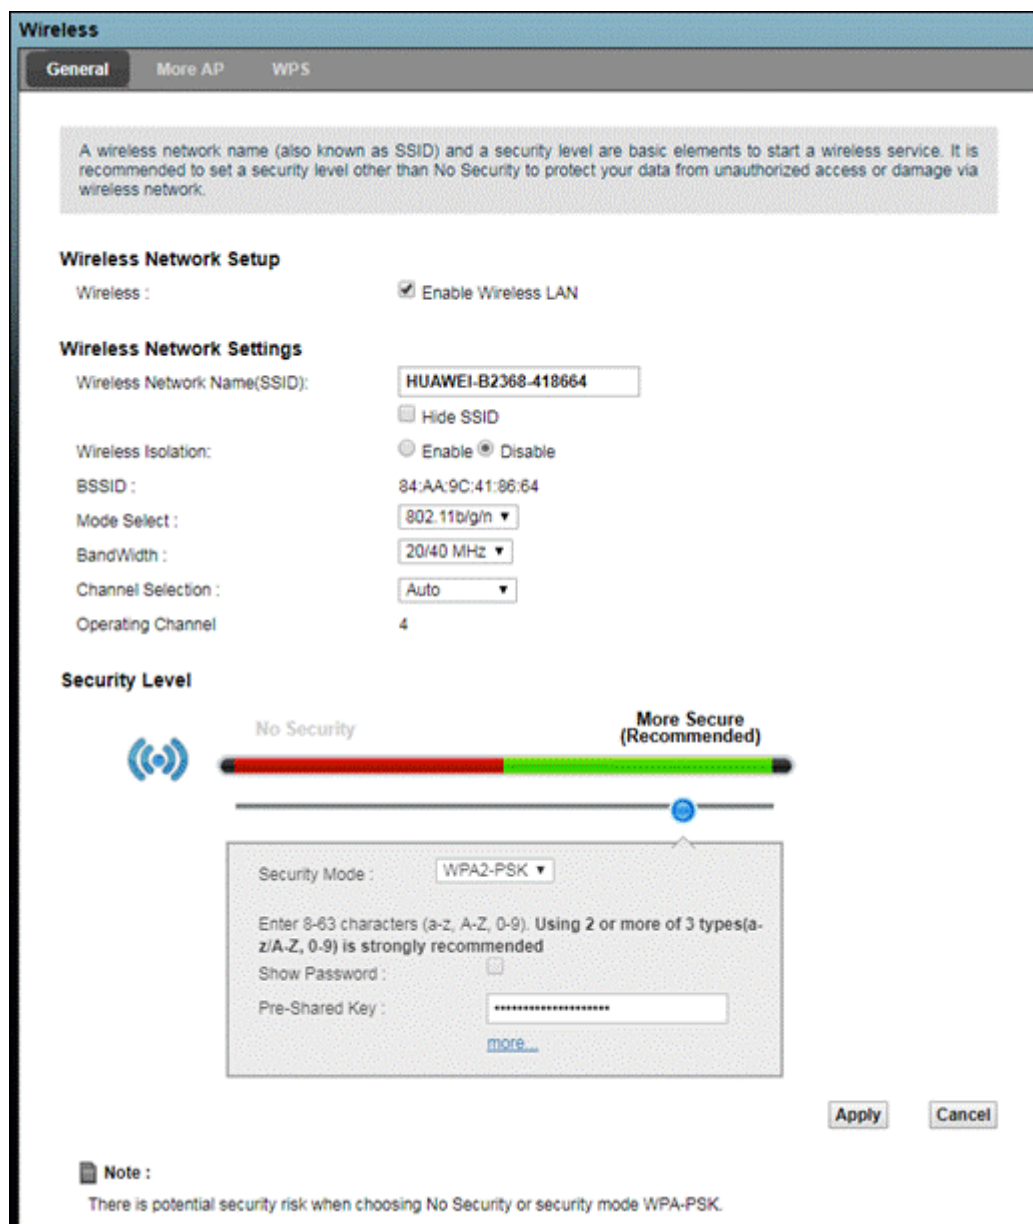 Wireless
General More AP WPS
A wireless network name (also known as SSID) and a security level are basic elements to start a wireless service. It is
recommended to set a security level other than No Security to protect your data from unauthorized access or damage via
wireless network.
Wireless Network Setup
Wireless : Enable Wireless LAN
Wireless Network Settings
Wireless Network Name(SSID): HUAWEI-B2368-418664
Hide SSID
Wireless Isolation: Enable Disable
BSSID : 84:AA:9C:41:86:64
Mode Select : 802.11b/g/n
BandWidth : 20/40 MHz
Channel Selection : Auto
Operating Channel 4
Security Level
No Security More Secure
(Recommended)
Security Mode : WPA2-PSK
Enter 8-63 characters (a-z, A-Z, 0-9). Using 2 or more of 3 types(a-
z/A-Z, 0-9) is strongly recommended
Show Password :
Pre-Shared Key : ••••••••••••••••••••
more...
Apply Cancel
Note :
There is potential security risk when choosing No Security or security mode WPA-PSK.